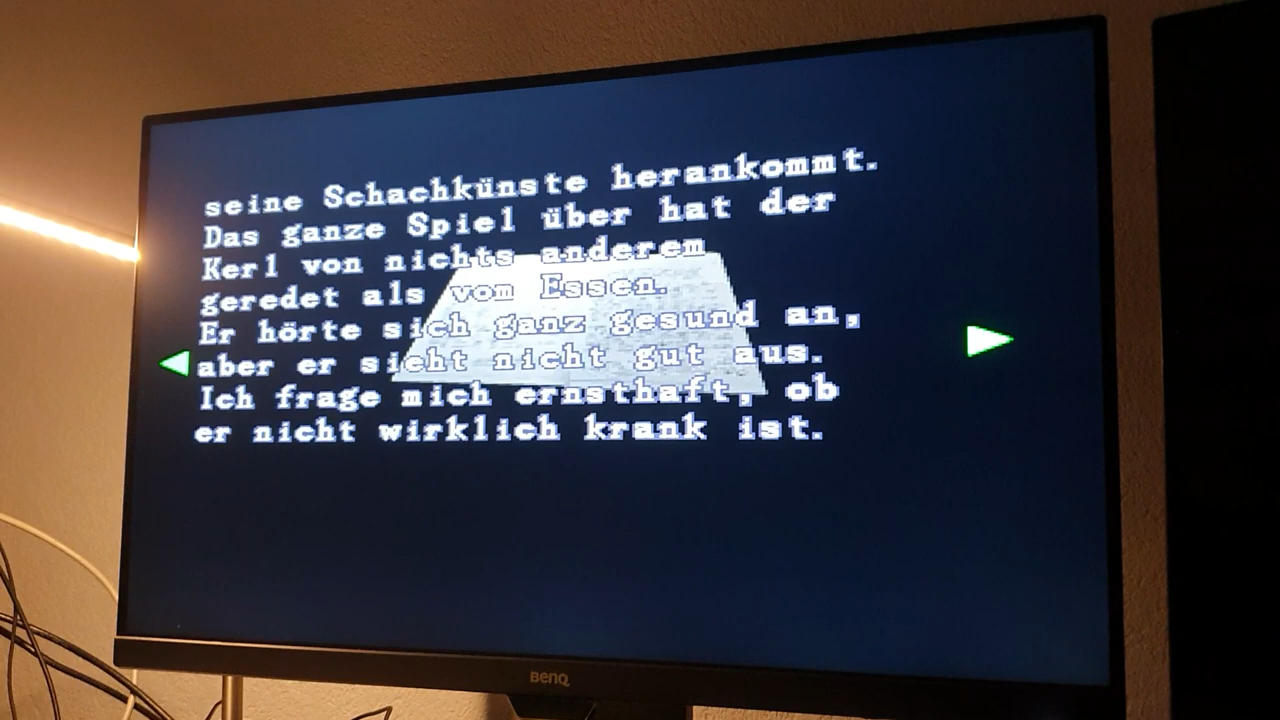 seine Schachkünste herankommt.
Das ganze Spiel über hat der
Kerl von nichts anderem
geredet als vom Essen.
Er hörte sich ganz gesund an,
aber er sieht nicht gut aus.
Ich frage mich ernsthaft, ob
er nicht wirklich krank ist.
BenQ